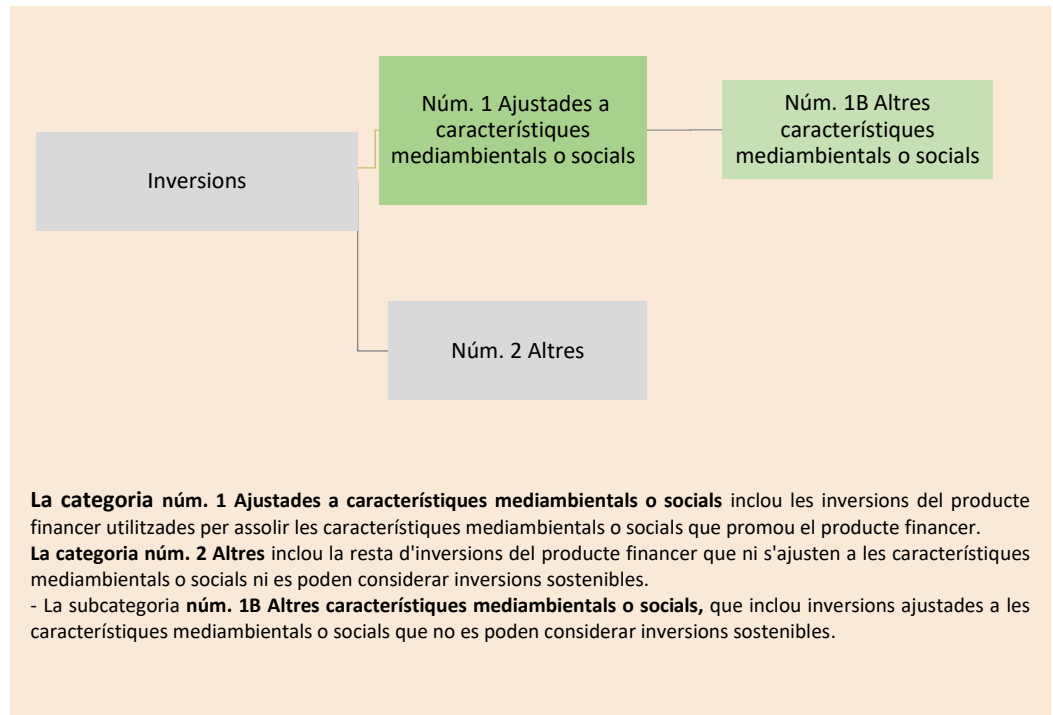 Núm. 1 Ajustades a
característiques
mediambientals o socials
Núm. 1B Altres
característiques
mediambientals o socials
Inversions
Núm. 2 Altres
La categoria núm. 1 Ajustades a característiques mediambientals o socials inclou les inversions del producte
financer utilitzades per assolir les característiques mediambientals o socials que promou el producte financer.
La categoria núm. 2 Altres inclou la resta d'inversions del producte financer que ni s'ajusten a les característiques
mediambientals o socials ni es poden considerar inversions sostenibles.
- La subcategoria núm. 1B Altres característiques mediambientals o socials, que inclou inversions ajustades a les
característiques mediambientals o socials que no es poden considerar inversions sostenibles.